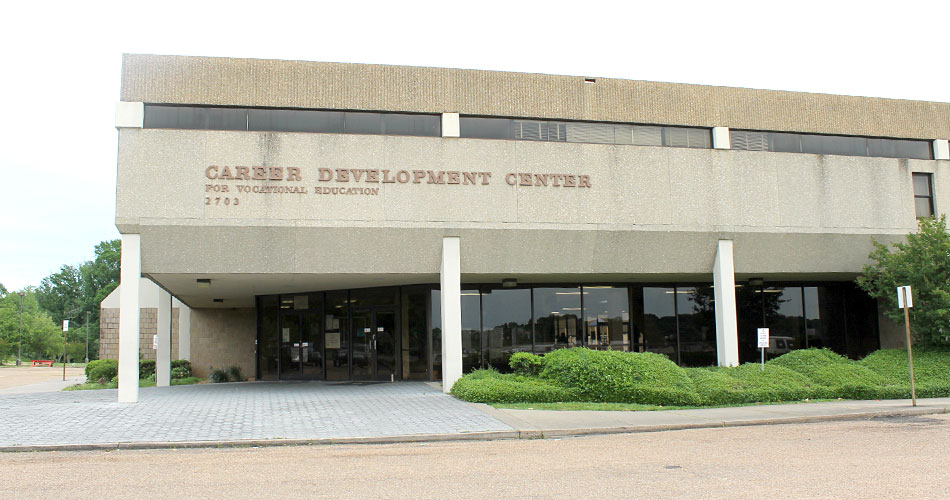 CAREER DEVELOPMENT CENTER
FOR VOCATIONAL EDUCATION
2703